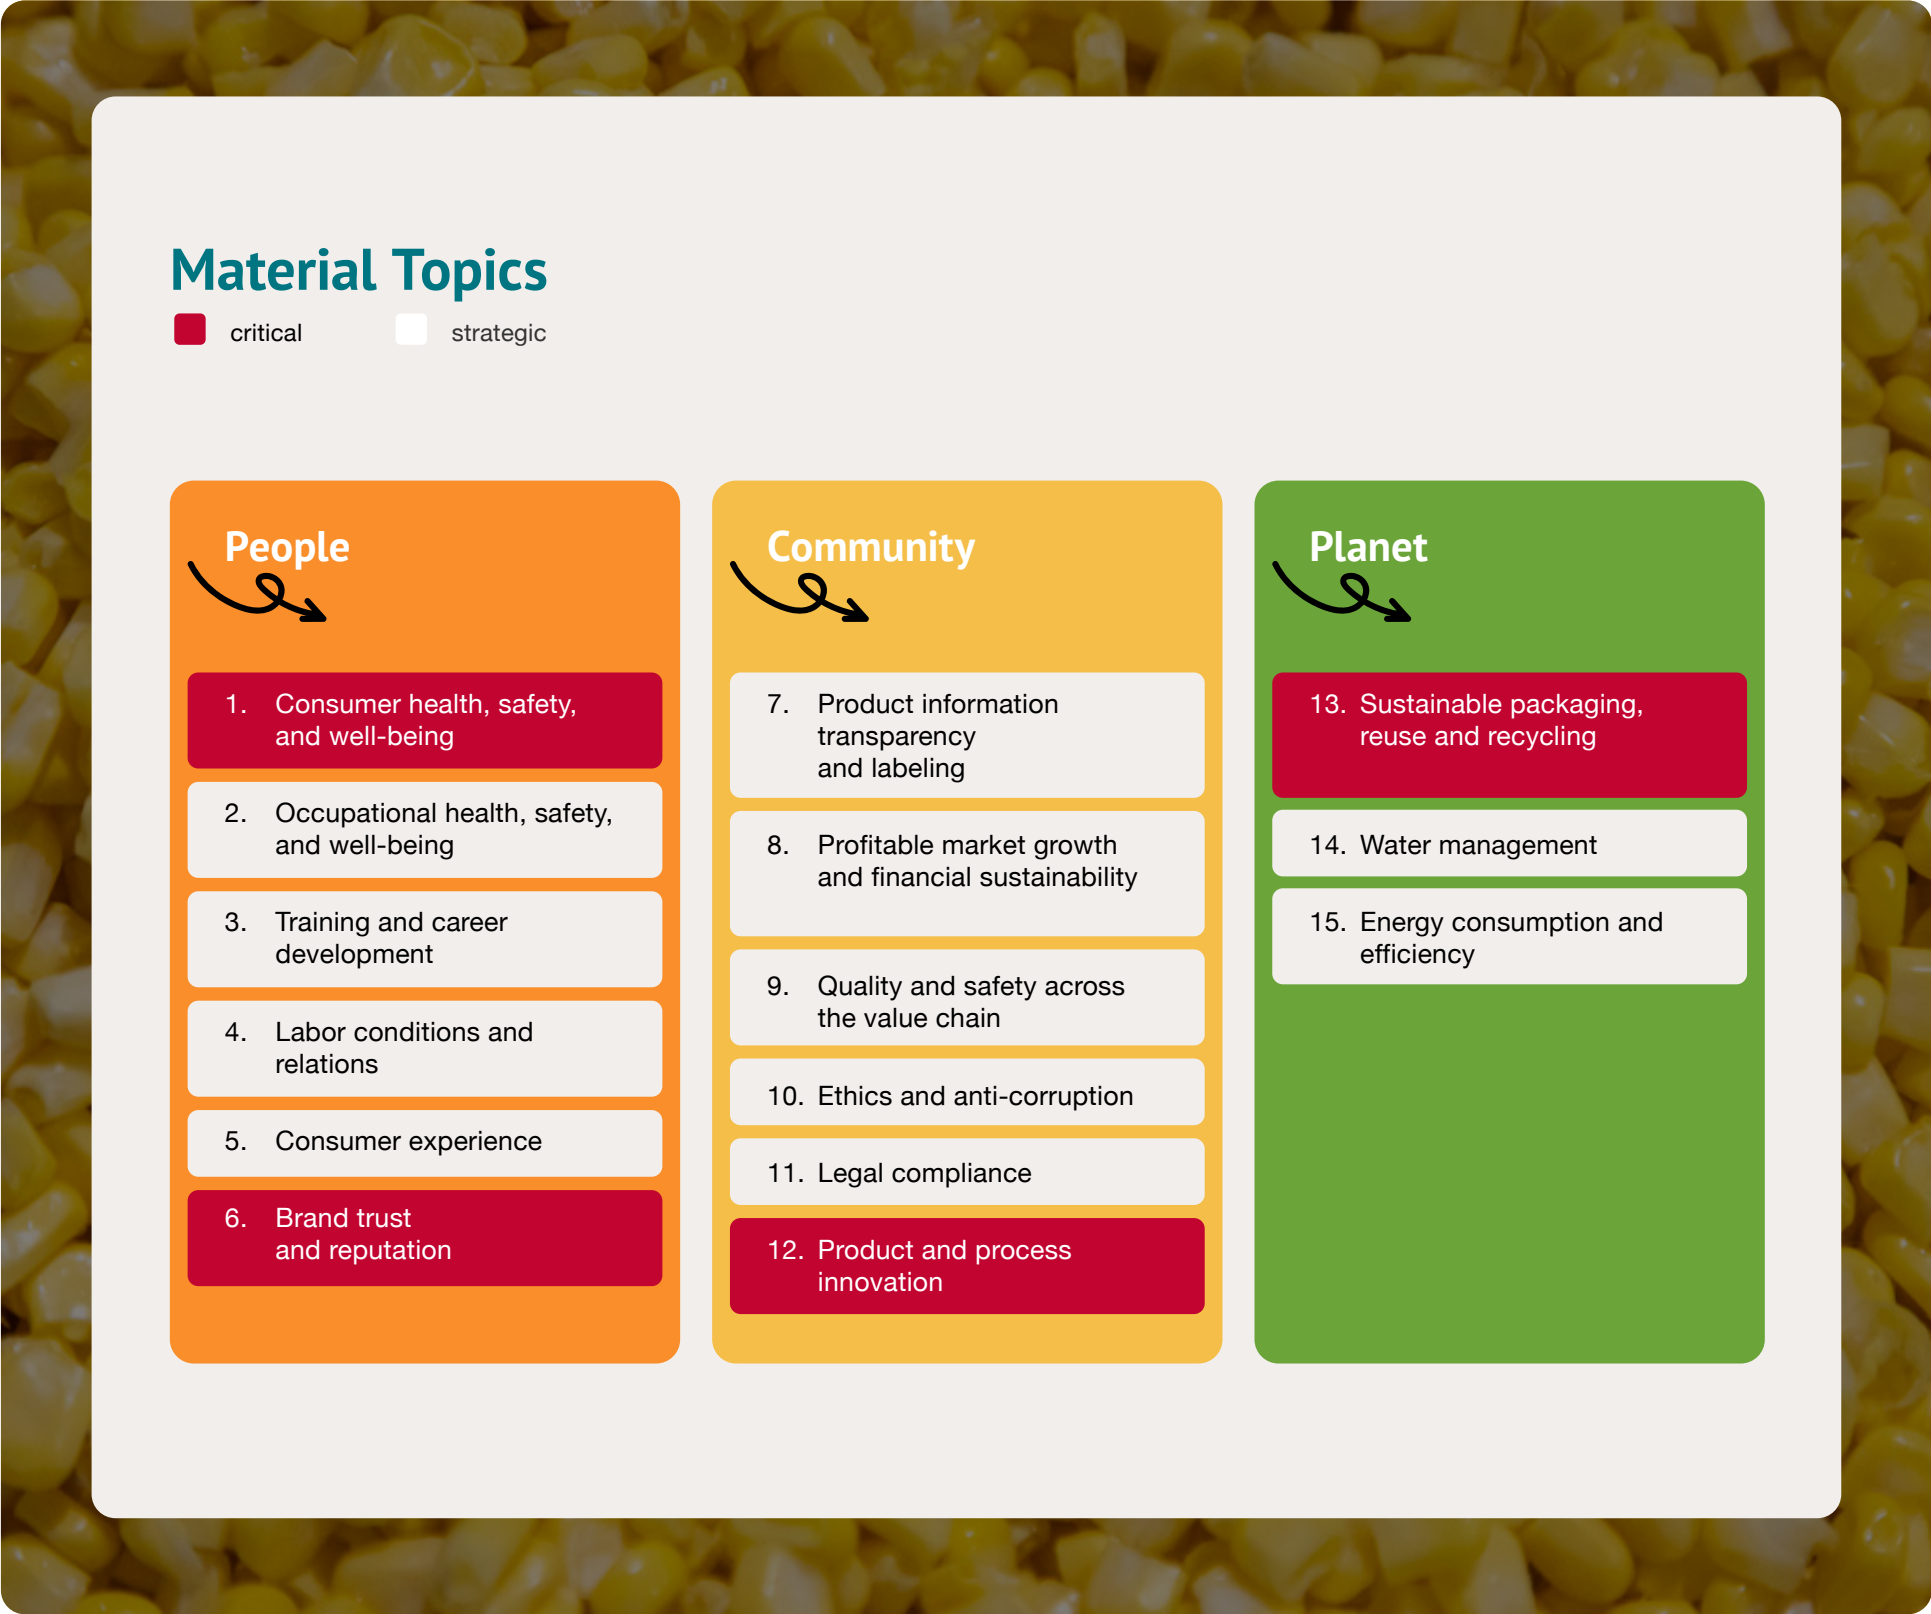 Material Topics
critical
strategic
People
1. Consumer health, safety,
and well-being
2. Occupational health, safety,
and well-being
3. Training and career
development
4. Labor conditions and
relations
5. Consumer experience
6. Brand trust
and reputation
Community
7. Product information
transparency
and labeling
8. Profitable market growth
and financial sustainability
9. Quality and safety across
the value chain
10. Ethics and anti-corruption
11. Legal compliance
12. Product and process
innovation
Planet
13. Sustainable packaging,
reuse and recycling
14. Water management
15. Energy consumption and
efficiency